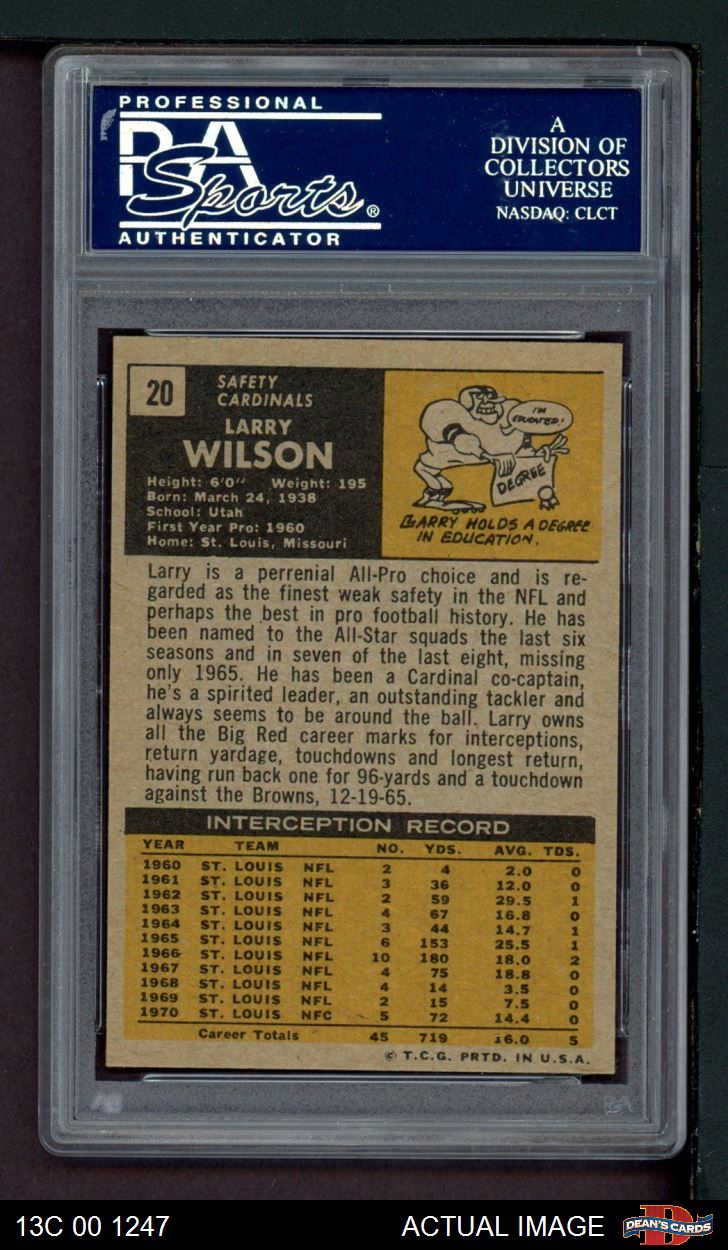 PROFESSIONAL
PSA
Sports®
AUTHENTICATOR
A
DIVISION OF
COLLECTORS
UNIVERSE
NASDAQ: CLCT
20
SAFETY
CARDINALS
LARRY
WILSON
Height: 6'0" Weight: 195
Born: March 24, 1938
School: Utah
First Year Pro: 1960
Home: St. Louis, Missouri
I'M
EDUCATED!
DEGREE
LARRY HOLDS A DEGREE
IN EDUCATION.
Larry is a perrenial All-Pro choice and is re-
garded as the finest weak safety in the NFL and
perhaps the best in pro football history. He has
been named to the All-Star squads the last six
seasons and in seven of the last eight, missing
only 1965. He has been a Cardinal co-captain,
he's a spirited leader, an outstanding tackler and
always seems to be around the ball. Larry owns
all the Big Red career marks for interceptions,
return yardage, touchdowns and longest return,
having run back one for 96-yards and a touchdown
against the Browns, 12-19-65.
INTERCEPTION RECORD
YEAR TEAM NO. YDS. AVG. TDS.
1960 ST. LOUIS NFL 2 4 2.0 0
1961 ST. LOUIS NFL 3 36 12.0 0
1962 ST. LOUIS NFL 2 59 29.5 1
1963 ST. LOUIS NFL 4 67 16.8 0
1964 ST. LOUIS NFL 3 44 14.7 1
1965 ST. LOUIS NFL 6 153 25.5 1
1966 ST. LOUIS NFL 10 180 18.0 2
1967 ST. LOUIS NFL 4 75 18.8 0
1968 ST. LOUIS NFL 4 14 3.5 0
1969 ST. LOUIS NFL 2 15 7.5 0
1970 ST. LOUIS NFC 5 72 14.4 0
Career Totals 45 719 16.0 5
© T.C.G. PRTD. IN U.S.A.
13C 00 1247
ACTUAL IMAGE
DEAN'S CARDS